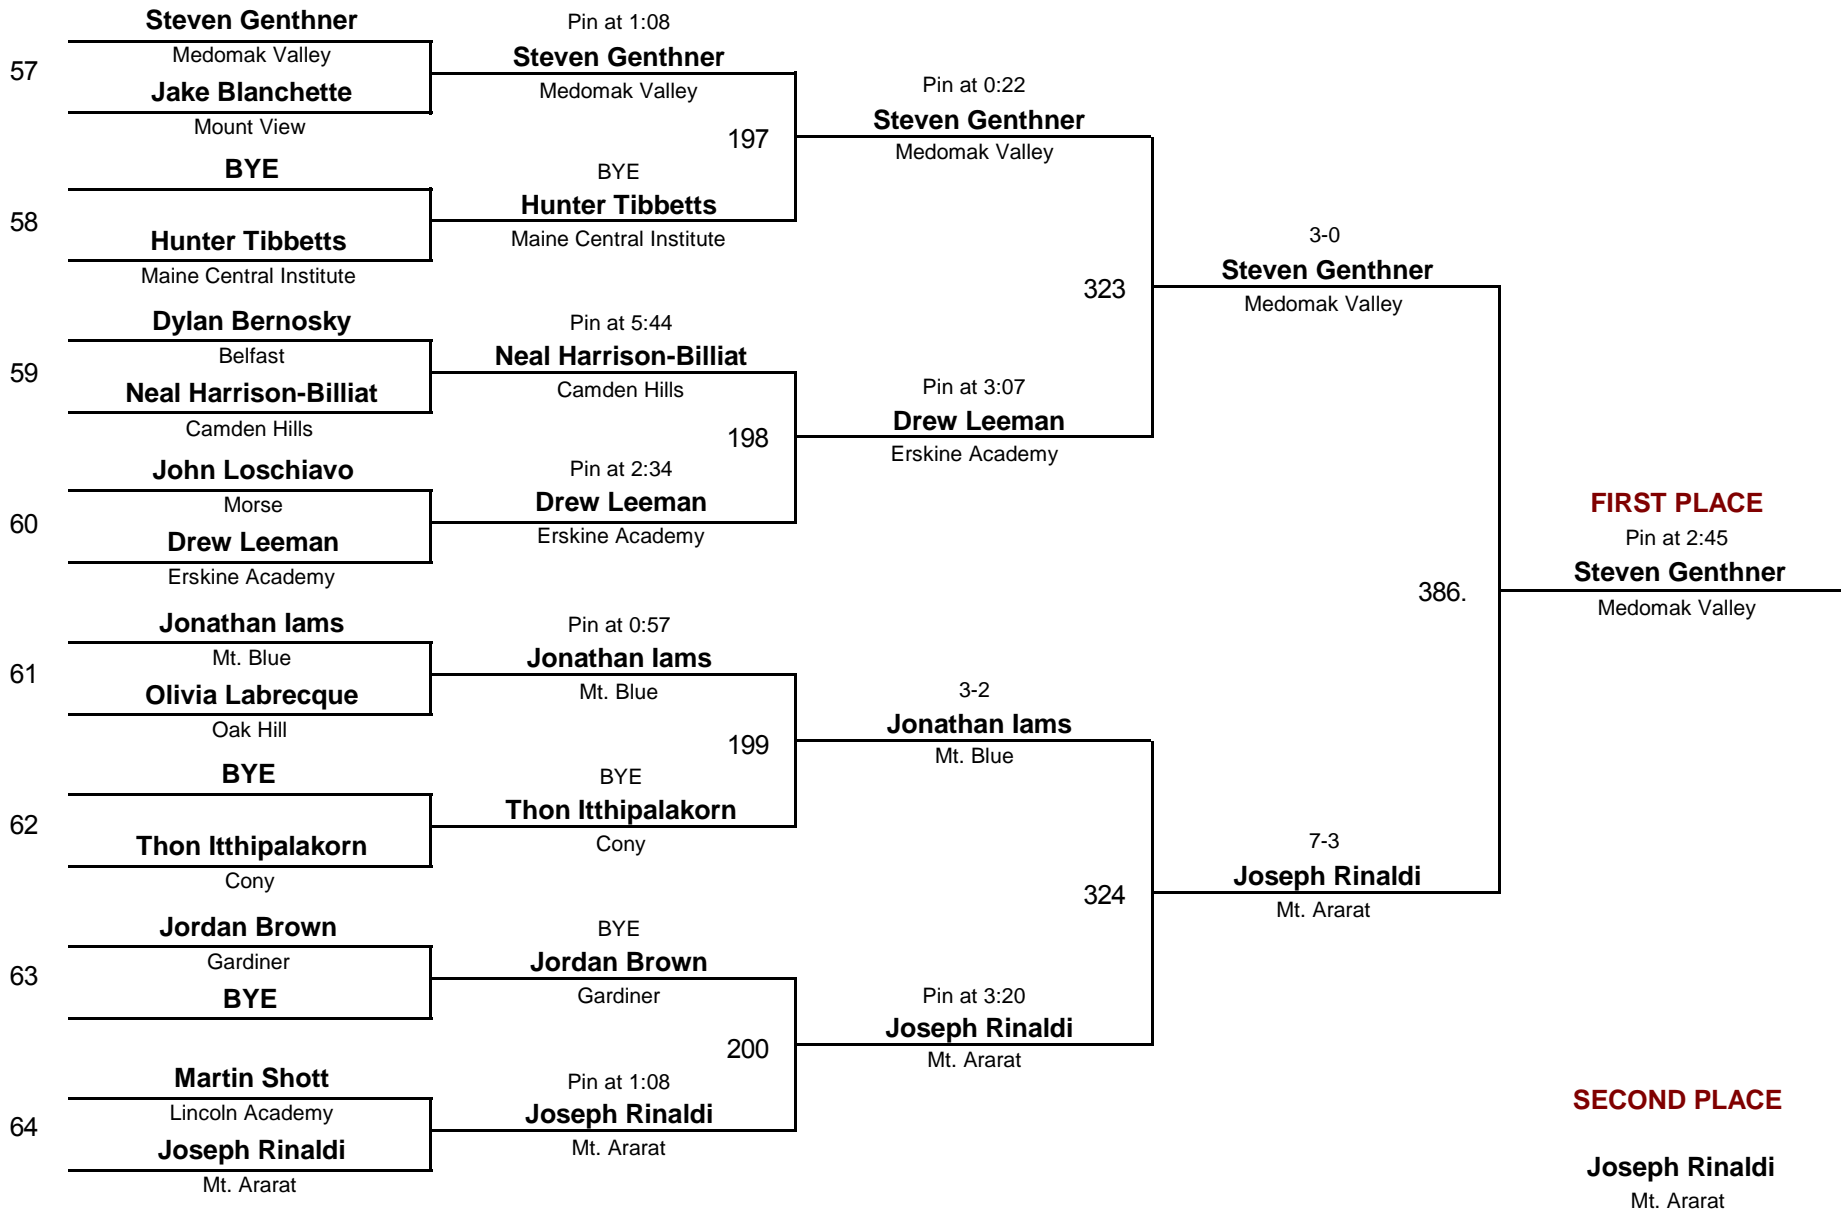 Steven Genthner
57
Medomak Valley
Jake Blanchette
Mount View
BYE
58
Hunter Tibbetts
Maine Central Institute
Dylan Bernosky
59
Belfast
Neal Harrison-Billiat
Camden Hills
John Loschiavo
60
Morse
Drew Leeman
Erskine Academy
Jonathan Iams
61
Mt. Blue
Olivia Labrecque
Oak Hill
BYE
62
Thon Itthipalakorn
Cony
Jordan Brown
63
Gardiner
BYE
Martin Shott
64
Lincoln Academy
Joseph Rinaldi
Mt. Ararat
Pin at 1:08
Steven Genthner
Medomak Valley
197
BYE
Hunter Tibbetts
Maine Central Institute
Pin at 5:44
Neal Harrison-Billiat
Camden Hills
198
Pin at 2:34
Drew Leeman
Erskine Academy
Pin at 0:57
Jonathan Iams
Mt. Blue
199
BYE
Thon Itthipalakorn
Cony
BYE
Jordan Brown
Gardiner
200
Pin at 1:08
Joseph Rinaldi
Mt. Ararat
Pin at 0:22
Steven Genthner
Medomak Valley
323
Pin at 3:07
Drew Leeman
Erskine Academy
3-2
Jonathan Iams
Mt. Blue
324
Pin at 3:20
Joseph Rinaldi
Mt. Ararat
3-0
Steven Genthner
Medomak Valley
386.
7-3
Joseph Rinaldi
Mt. Ararat
FIRST PLACE
Pin at 2:45
Steven Genthner
Medomak Valley
SECOND PLACE
Joseph Rinaldi
Mt. Ararat